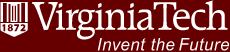 1872
VirginiaTech
Invent the Future